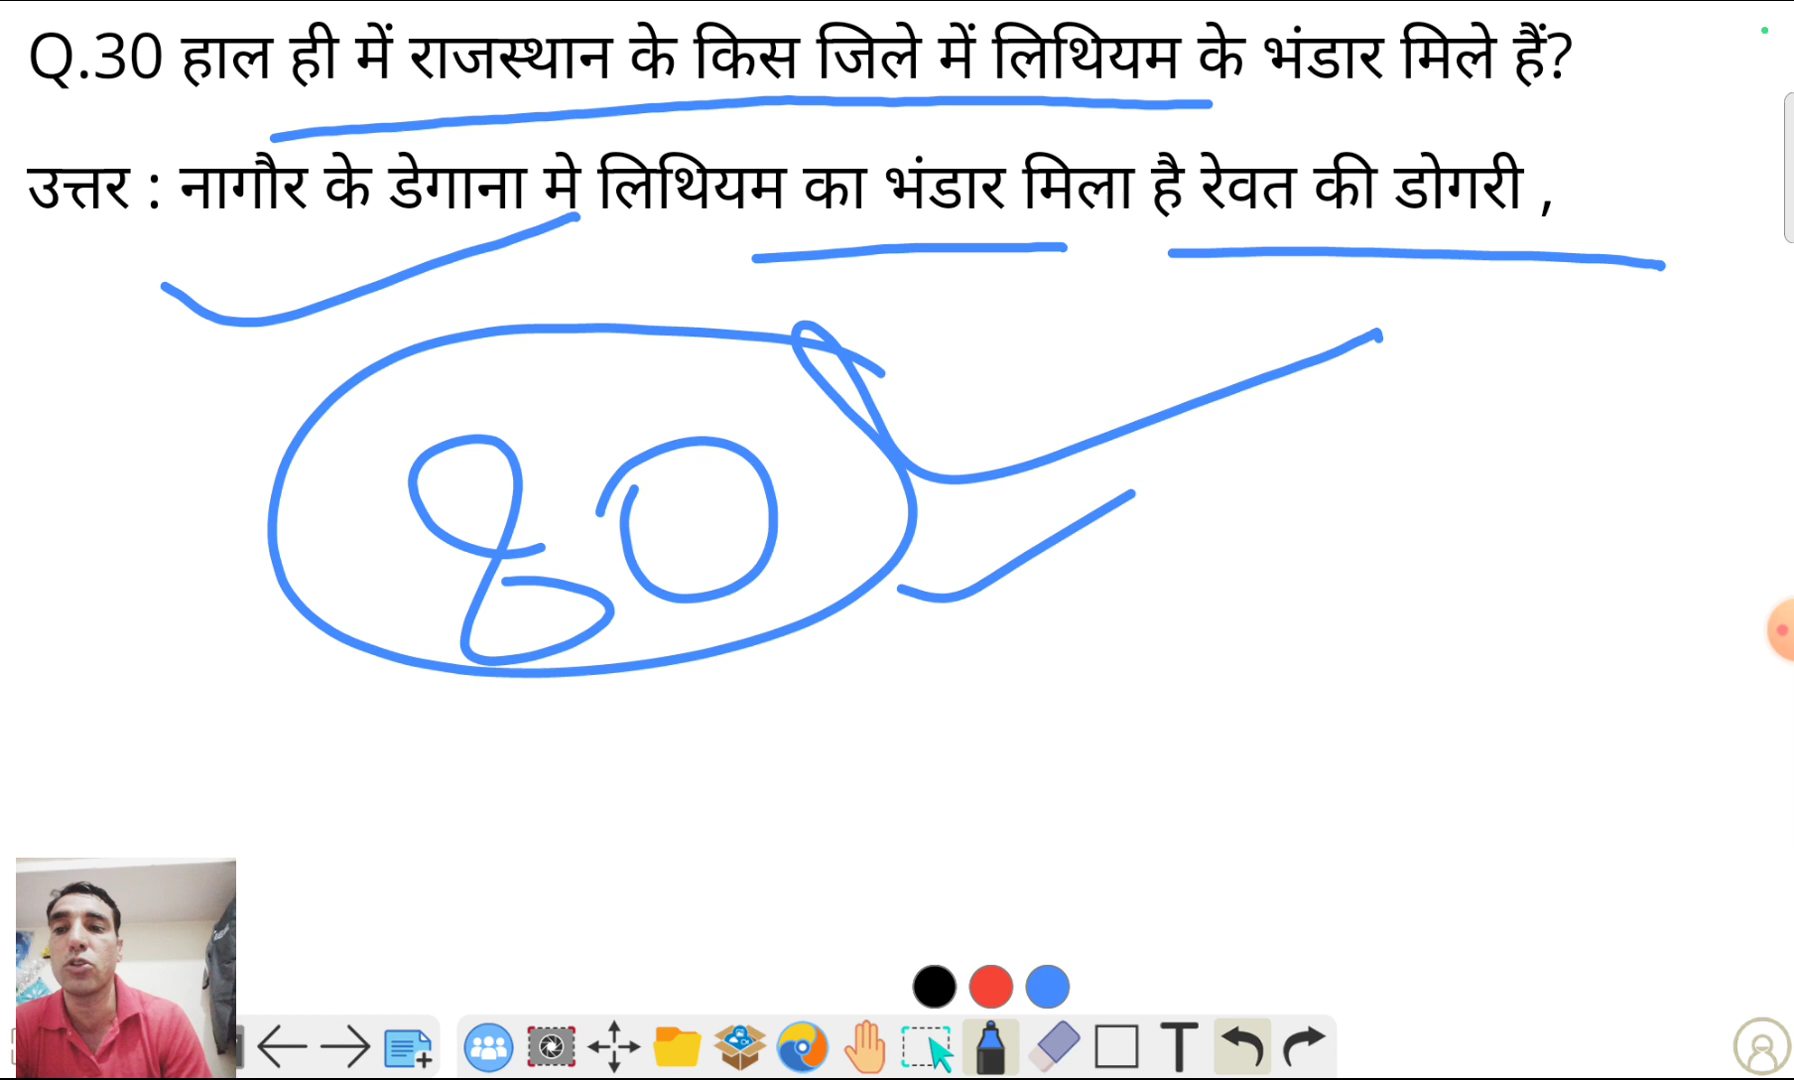 Q.30 हाल ही में राजस्थान के किस जिले में लिथियम के भंडार मिले हैं?
उत्तर : नागौर के डेगाना मे लिथियम का भंडार मिला है रेवत की डोगरी ,
80